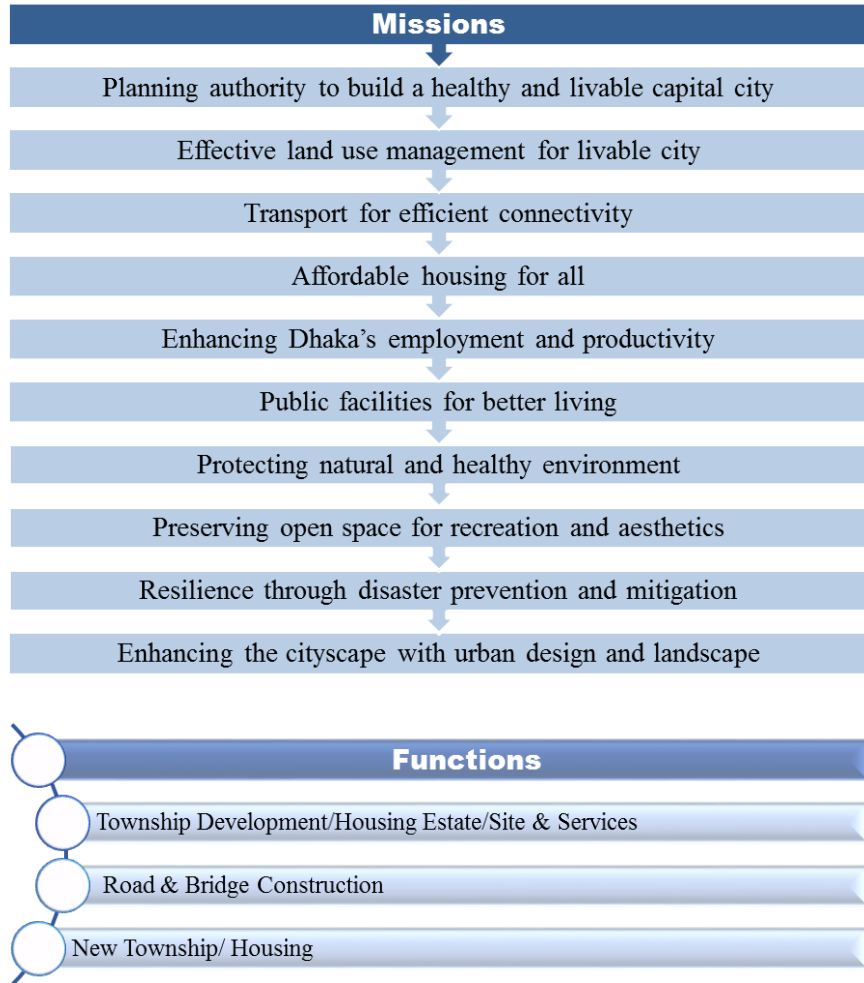 Missions
Planning authority to build a healthy and livable capital city
Effective land use management for livable city
Transport for efficient connectivity
Affordable housing for all
Enhancing Dhaka’s employment and productivity
Public facilities for better living
Protecting natural and healthy environment
Preserving open space for recreation and aesthetics
Resilience through disaster prevention and mitigation
Enhancing the cityscape with urban design and landscape
Functions
Township Development/Housing Estate/Site & Services
Road & Bridge Construction
New Township/ Housing